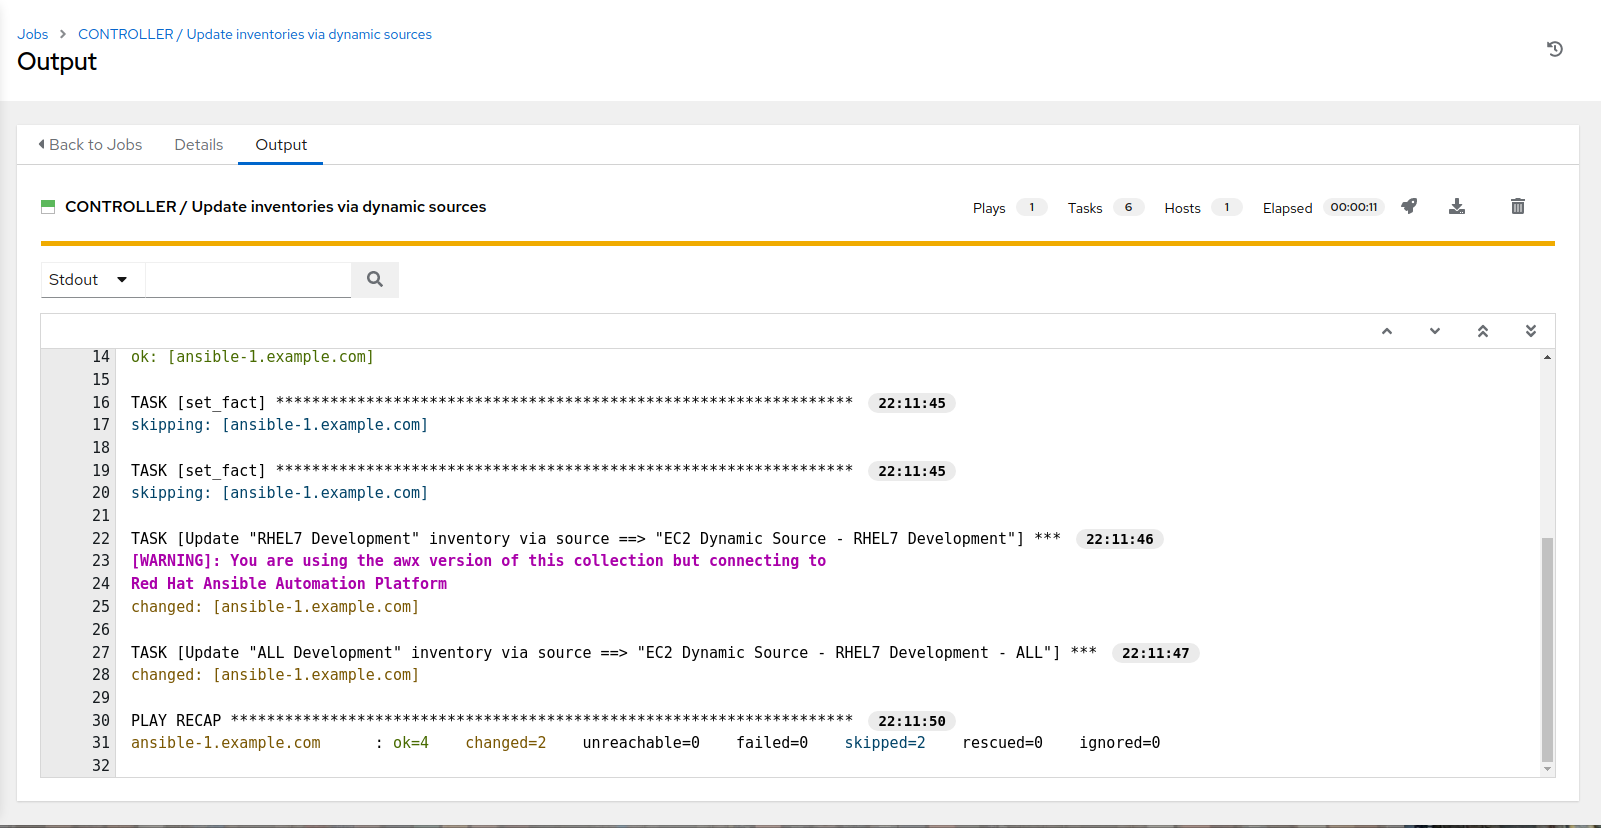 Jobs > CONTROLLER / Update inventories via dynamic sources
Output
Back to Jobs Details Output
CONTROLLER / Update inventories via dynamic sources Plays 1 Tasks 6 Hosts 1 Elapsed 00:00:11
Stdout
14 ok: [ansible-1.example.com]
15
16 TASK [set_fact] **************************************************************** 22:11:45
17 skipping: [ansible-1.example.com]
18
19 TASK [set_fact] **************************************************************** 22:11:45
20 skipping: [ansible-1.example.com]
21
22 TASK [Update "RHEL7 Development" inventory via source ==> "EC2 Dynamic Source - RHEL7 Development"] *** 22:11:46
23 [WARNING]: You are using the awx version of this collection but connecting to
24 Red Hat Ansible Automation Platform
25 changed: [ansible-1.example.com]
26
27 TASK [Update "ALL Development" inventory via source ==> "EC2 Dynamic Source - RHEL7 Development - ALL"] *** 22:11:47
28 changed: [ansible-1.example.com]
29
30 PLAY RECAP ********************************************************************* 22:11:50
31 ansible-1.example.com : ok=4 changed=2 unreachable=0 failed=0 skipped=2 rescued=0 ignored=0
32